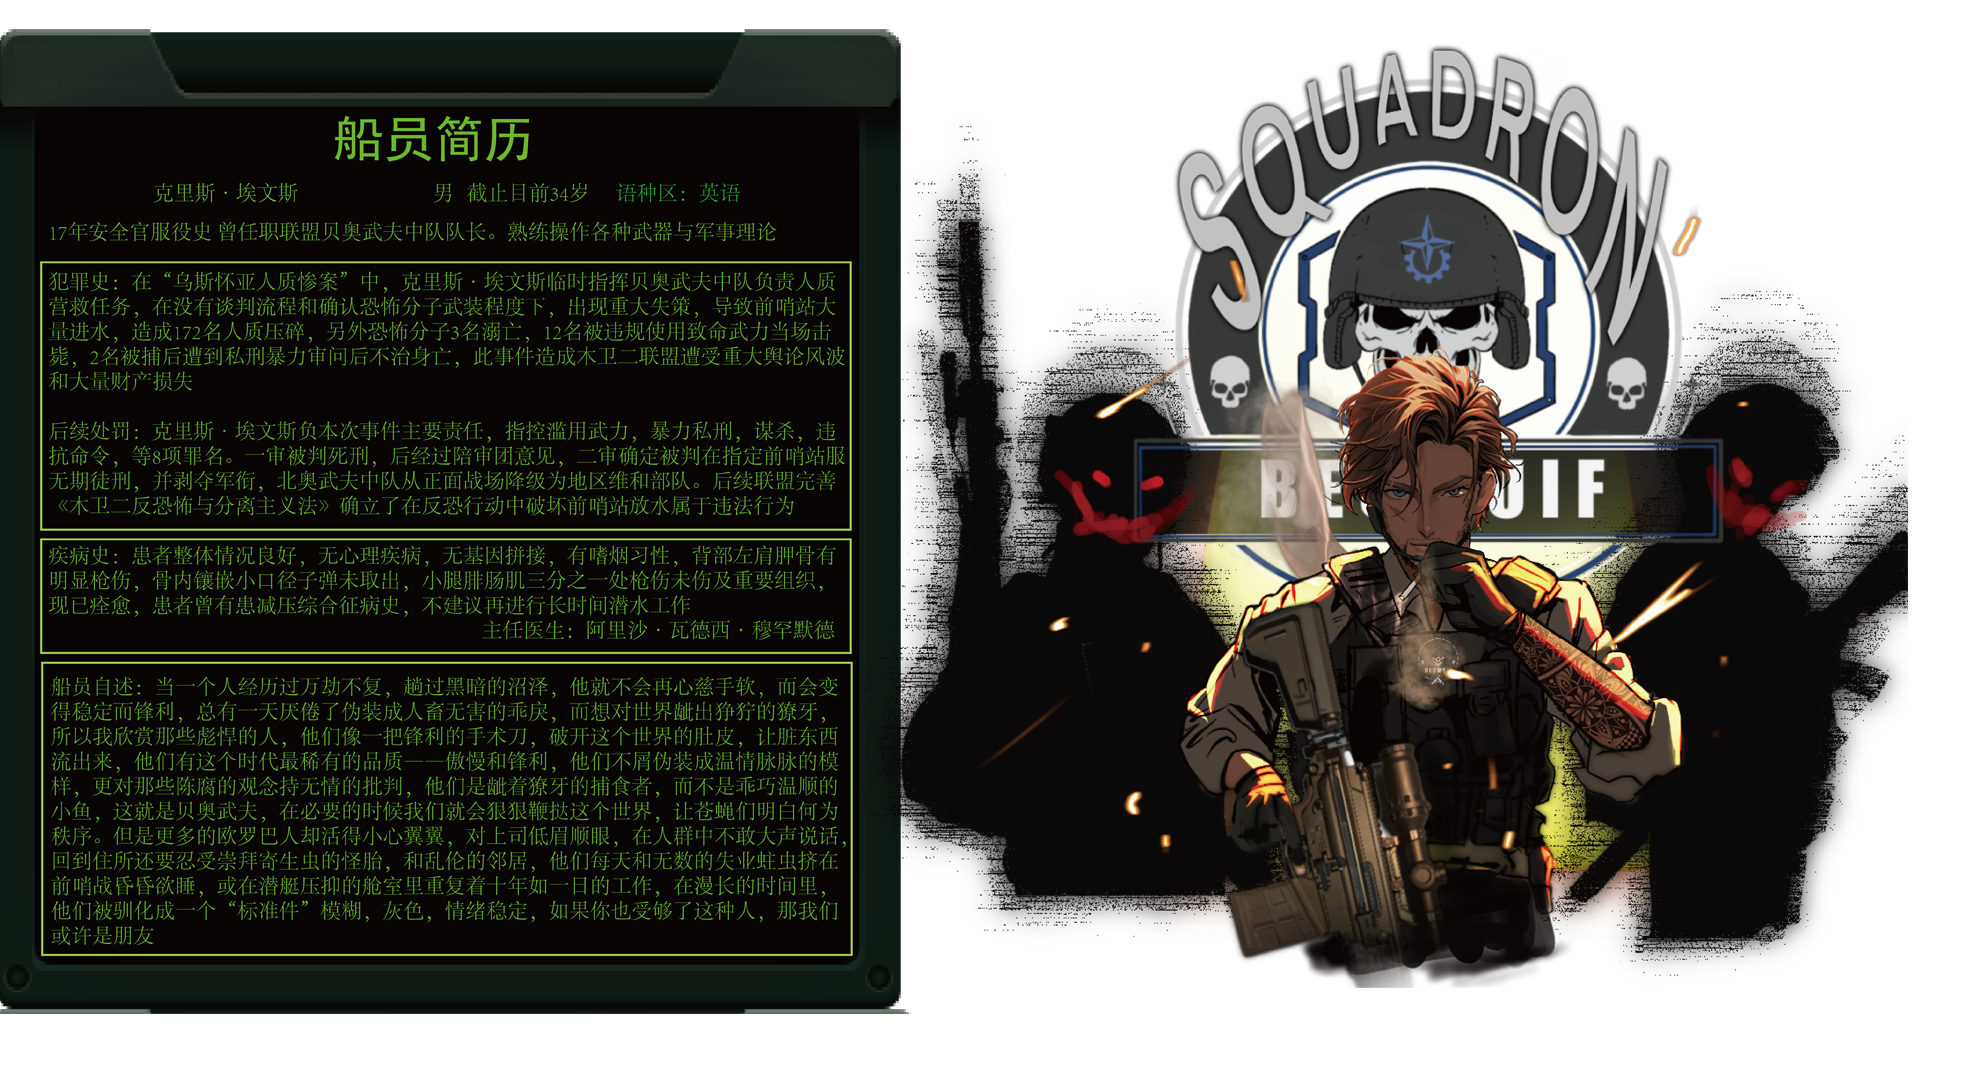 船员简历
克里斯·埃文斯 男 截止目前34岁 语种区：英语
17年安全官服役史 曾任职联盟贝奥武夫中队队长。熟练操作各种武器与军事理论
犯罪史：在“乌斯怀亚人质惨案”中，克里斯·埃文斯临时指挥贝奥武夫中队负责人质
营救任务，在没有谈判流程和确认恐怖分子武装程度下，出现重大失策，导致前哨站大
量进水，造成172名人质压碎，另外恐怖分子3名溺亡，12名被违规使用致命武力当场击
毙，2名被捕后遭到私刑暴力审问后不治身亡，此事件造成木卫二联盟遭受重大舆论风波
和大量财产损失
后续处罚：克里斯·埃文斯负本次事件主要责任，指控滥用武力，暴力私刑，谋杀，违
抗命令，等8项罪名。一审被判死刑，后经过陪审团意见，二审确定被判在指定前哨站服
无期徒刑，并剥夺军衔，北奥武夫中队从正面战场降级为地区维和部队。后续联盟完善
《木卫二反恐怖与分离主义法》确立了在反恐行动中破坏前哨站放水属于违法行为
疾病史：患者整体情况良好，无心理疾病，无基因拼接，有嗜烟习性，背部左肩胛骨有
明显枪伤，骨内镶嵌小口径子弹未取出，小腿腓肠肌三分之一处枪伤未伤及重要组织，
现已痊愈，患者曾有患减压综合征病史，不建议再进行长时间潜水工作
主任医生：阿里沙·瓦德西·穆罕默德
船员自述：当一个人经历过万劫不复，趟过黑暗的沼泽，他就不会再心慈手软，而会变
得稳定而锋利，总有一天厌倦了伪装成人畜无害的乖戾，而想对世界龇出狰狞的獠牙，
所以我欣赏那些彪悍的人，他们像一把锋利的手术刀，破开这个世界的肚皮，让脏东西
流出来，他们有这个时代最稀有的品质——傲慢和锋利，他们不屑伪装成温情脉脉的模
样，更对那些陈腐的观念持无情的批判，他们是龇着獠牙的捕食者，而不是乖巧温顺的
小鱼，这就是贝奥武夫，在必要的时候我们就会狠狠鞭挞这个世界，让苍蝇们明白何为
秩序。但是更多的欧罗巴人却活得小心翼翼，对上司低眉顺眼，在人群中不敢大声说话，
回到住所还要忍受崇拜寄生虫的怪胎，和乱伦的邻居，他们每天和无数的失业蛀虫挤在
前哨战昏昏欲睡，或在潜艇压抑的舱室里重复着十年如一日的工作，在漫长的时间里，
他们被驯化成一个“标准件”模糊，灰色，情绪稳定，如果你也受够了这种人，那我们
或许是朋友
SQUADRON